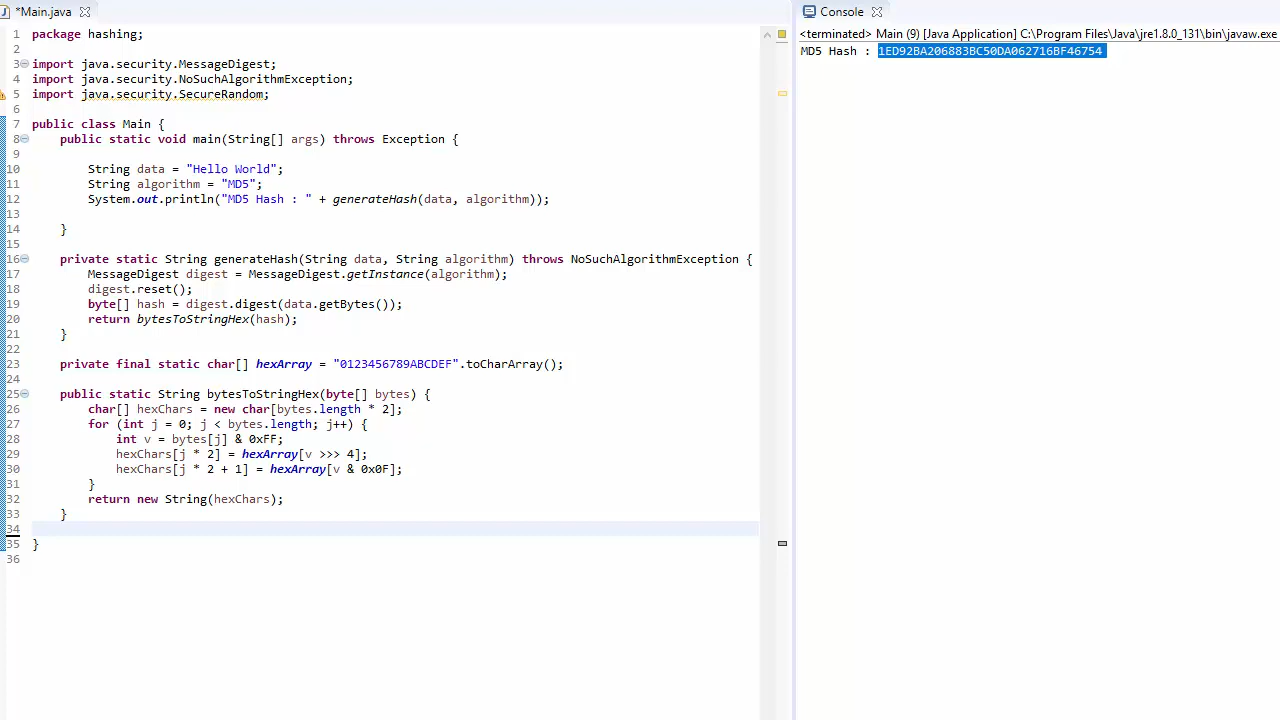 *Main.java
1 package hashing;
2
3 import java.security.MessageDigest;
4 import java.security.NoSuchAlgorithmException;
5 import java.security.SecureRandom;
6
7 public class Main {
8     public static void main(String[] args) throws Exception {
9
10         String data = "Hello World";
11         String algorithm = "MD5";
12         System.out.println("MD5 Hash : " + generateHash(data, algorithm));
13
14     }
15
16     private static String generateHash(String data, String algorithm) throws NoSuchAlgorithmException {
17         MessageDigest digest = MessageDigest.getInstance(algorithm);
18         digest.reset();
19         byte[] hash = digest.digest(data.getBytes());
20         return bytesToStringHex(hash);
21     }
22
23     private final static char[] hexArray = "0123456789ABCDEF".toCharArray();
24
25     public static String bytesToStringHex(byte[] bytes) {
26         char[] hexChars = new char[bytes.length * 2];
27         for (int j = 0; j < bytes.length; j++) {
28             int v = bytes[j] & 0xFF;
29             hexChars[j * 2] = hexArray[v >>> 4];
30             hexChars[j * 2 + 1] = hexArray[v & 0x0F];
31         }
32         return new String(hexChars);
33     }
34
35 }
36
Console
<terminated> Main (9) [Java Application] C:\Program Files\Java\jre1.8.0_131\bin\javaw.exe
MD5 Hash : 1ED92BA206883BC50DA062716BF46754